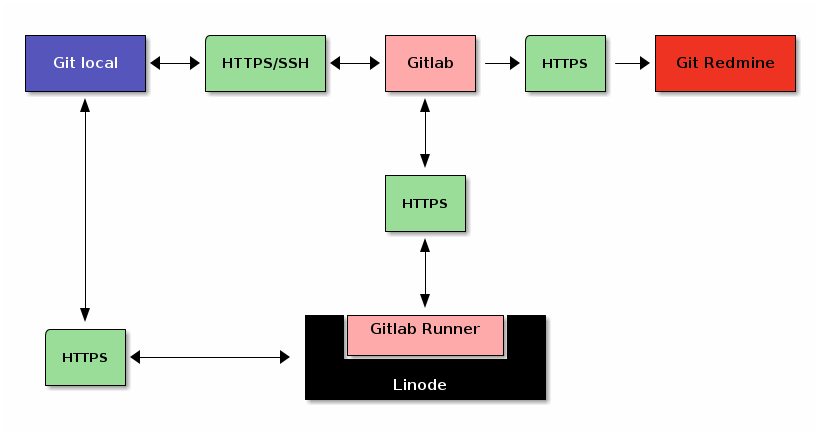 Git local
HTTPS/SSH
Gitlab
HTTPS
Git Redmine
HTTPS
Gitlab Runner
HTTPS
Linode